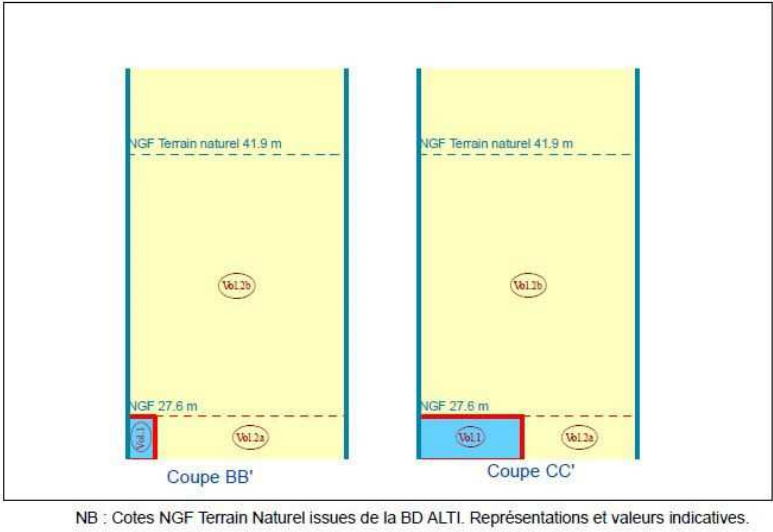 NGF Terrain naturel 41.9 m
NGF Terrain naturel 41.9 m
Vol.2b
Vol.2b
NGF 27.6 m
NGF 27.6 m
Vol.1
Vol.2a
Vol.1
Vol.2a
Coupe BB'
Coupe CC'
NB : Cotes NGF Terrain Naturel issues de la BD ALTI. Représentations et valeurs indicatives.